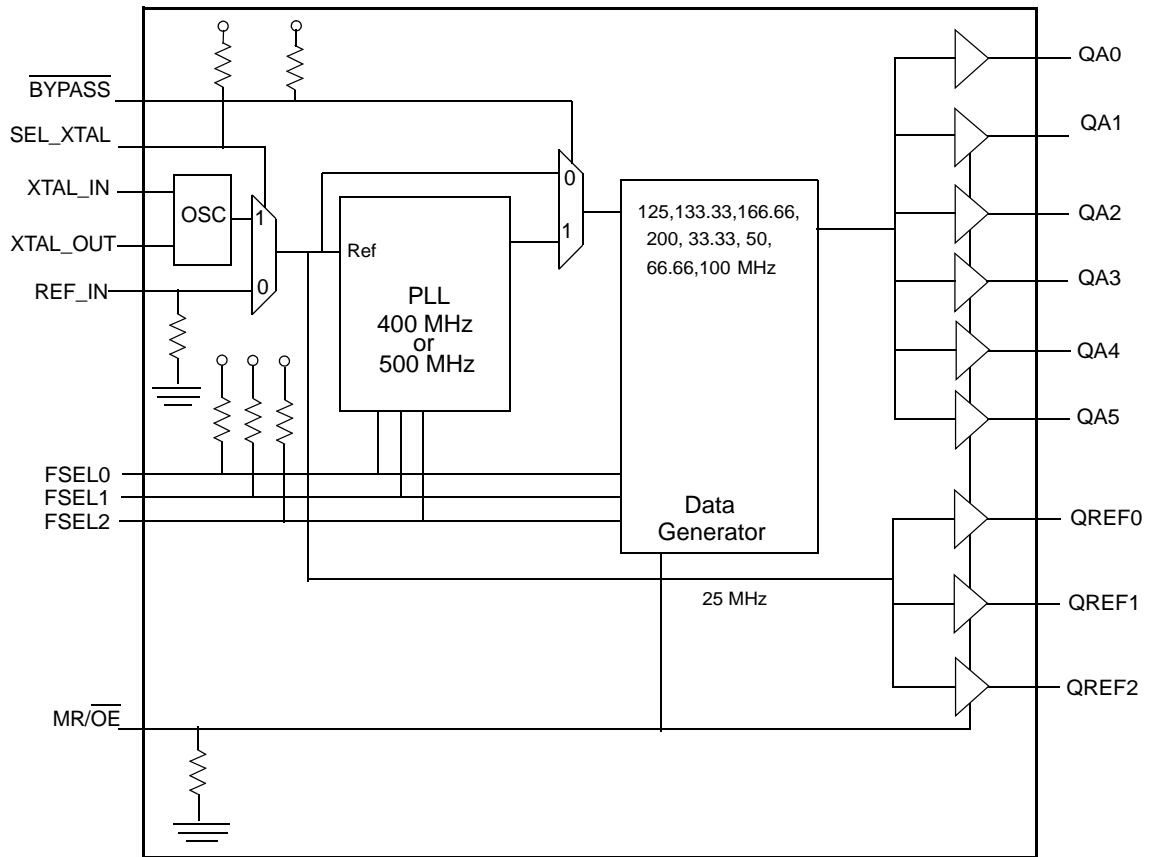 BYPASS
SEL_XTAL
XTAL_IN
XTAL_OUT
REF_IN
OSC
1
0
Ref
PLL
400 MHz
or
500 MHz
0
1
125,133.33,166.66,
200, 33.33, 50,
66.66,100 MHz
Data
Generator
FSEL0
FSEL1
FSEL2
25 MHz
MR/OE
QA0
QA1
QA2
QA3
QA4
QA5
QREF0
QREF1
QREF2